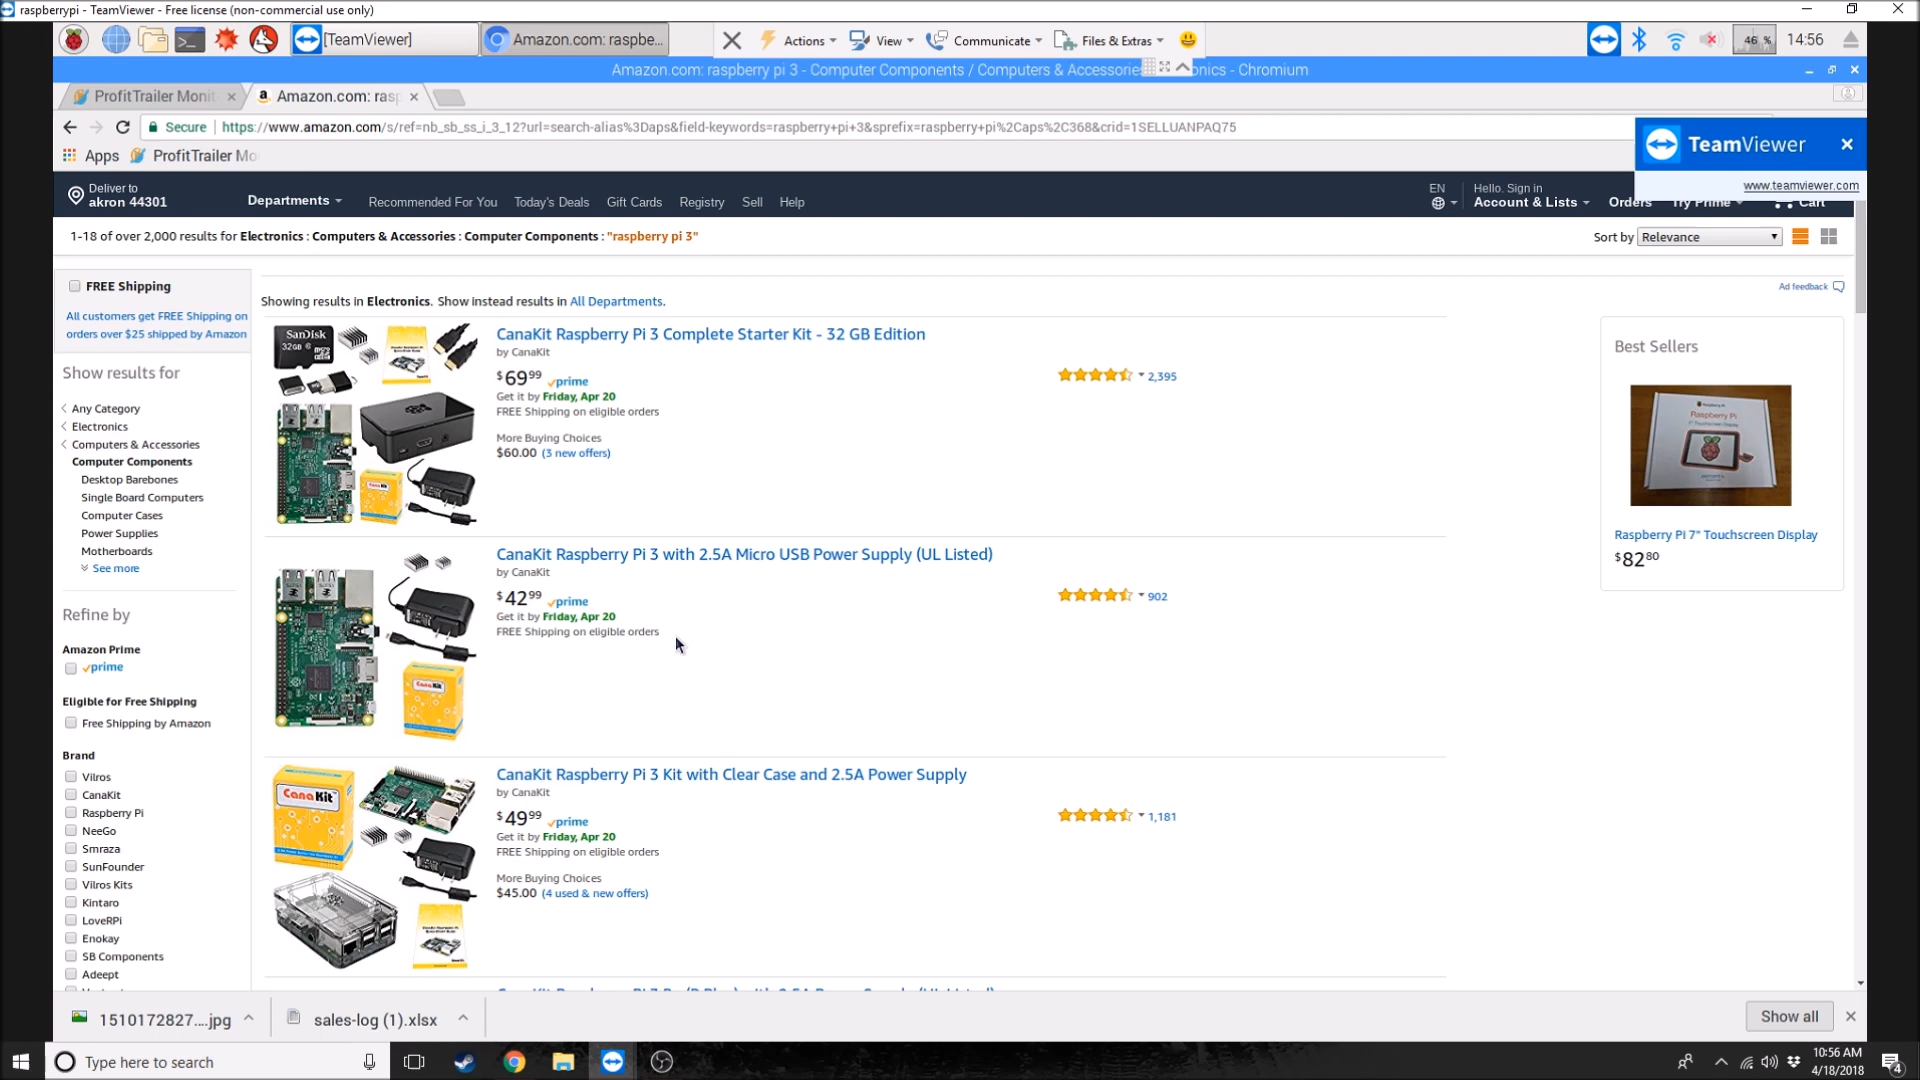 raspberrypi - TeamViewer - Free license (non-commercial use only)
[TeamViewer]
Amazon.com: raspbe...
Actions
View
Communicate
Files & Extras
46 %
14:56
Amazon.com: raspberry pi 3 - Computer Components / Computers & Accessories onics - Chromium
ProfitTrailer Monit
Amazon.com: rasp
Secure
https://www.amazon.com/s/ref=nb_sb_ss_i_3_12?url=search-alias%3Daps&field-keywords=raspberry+pi+3&sprefix=raspberry+pi%2Caps%2C368&crid=1SELLUANPAQ75
Apps
ProfitTrailer Mo
TeamViewer
www.teamviewer.com
Deliver to
akron 44301
Departments
Recommended For You
Today's Deals
Gift Cards
Registry
Sell
Help
EN
Hello. Sign in
Account & Lists
Orders
Try Prime
Cart
1-18 of over 2,000 results for Electronics : Computers & Accessories : Computer Components : "raspberry pi 3"
Sort by
Relevance
FREE Shipping
All customers get FREE Shipping on
orders over $25 shipped by Amazon
Show results for
Any Category
Electronics
Computers & Accessories
Computer Components
Desktop Barebones
Single Board Computers
Computer Cases
Power Supplies
Motherboards
See more
Refine by
Amazon Prime
prime
Eligible for Free Shipping
Free Shipping by Amazon
Brand
Vilros
CanaKit
Raspberry Pi
NeeGo
Smraza
SunFounder
Vilros Kits
Kintaro
LoveRPi
Enokay
SB Components
Adeept
Showing results in Electronics. Show instead results in All Departments.
Ad feedback
SanDisk
32GB
CanaKit Raspberry Pi 3 Complete Starter Kit - 32 GB Edition
by CanaKit
$69 99 prime
Get it by Friday, Apr 20
FREE Shipping on eligible orders
More Buying Choices
$60.00 (3 new offers)
2,395
CanaKit
CanaKit Raspberry Pi 3 with 2.5A Micro USB Power Supply (UL Listed)
by CanaKit
$42 99 prime
Get it by Friday, Apr 20
FREE Shipping on eligible orders
902
CanaKit
CanaKit Raspberry Pi 3 Kit with Clear Case and 2.5A Power Supply
by CanaKit
$49 99 prime
Get it by Friday, Apr 20
FREE Shipping on eligible orders
More Buying Choices
$45.00 (4 used & new offers)
1,181
CanaKit
Best Sellers
Raspberry Pi
Raspberry Pi 7" Touchscreen Display
$82 80
1510172827....jpg
sales-log (1).xlsx
Show all
Type here to search
10:56 AM
4/18/2018
4